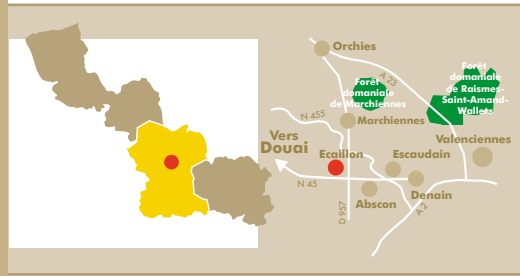 Orchies
A 23
Forêt
domaniale
de Marchiennes
Forêt
domaniale
de Raismes-
Saint-Amand-
Wallers
N 455
Marchiennes
Valenciennes
Vers
Douai
Ecaillon
Escaudain
N 45
Abscon
Denain
D 957
A 2